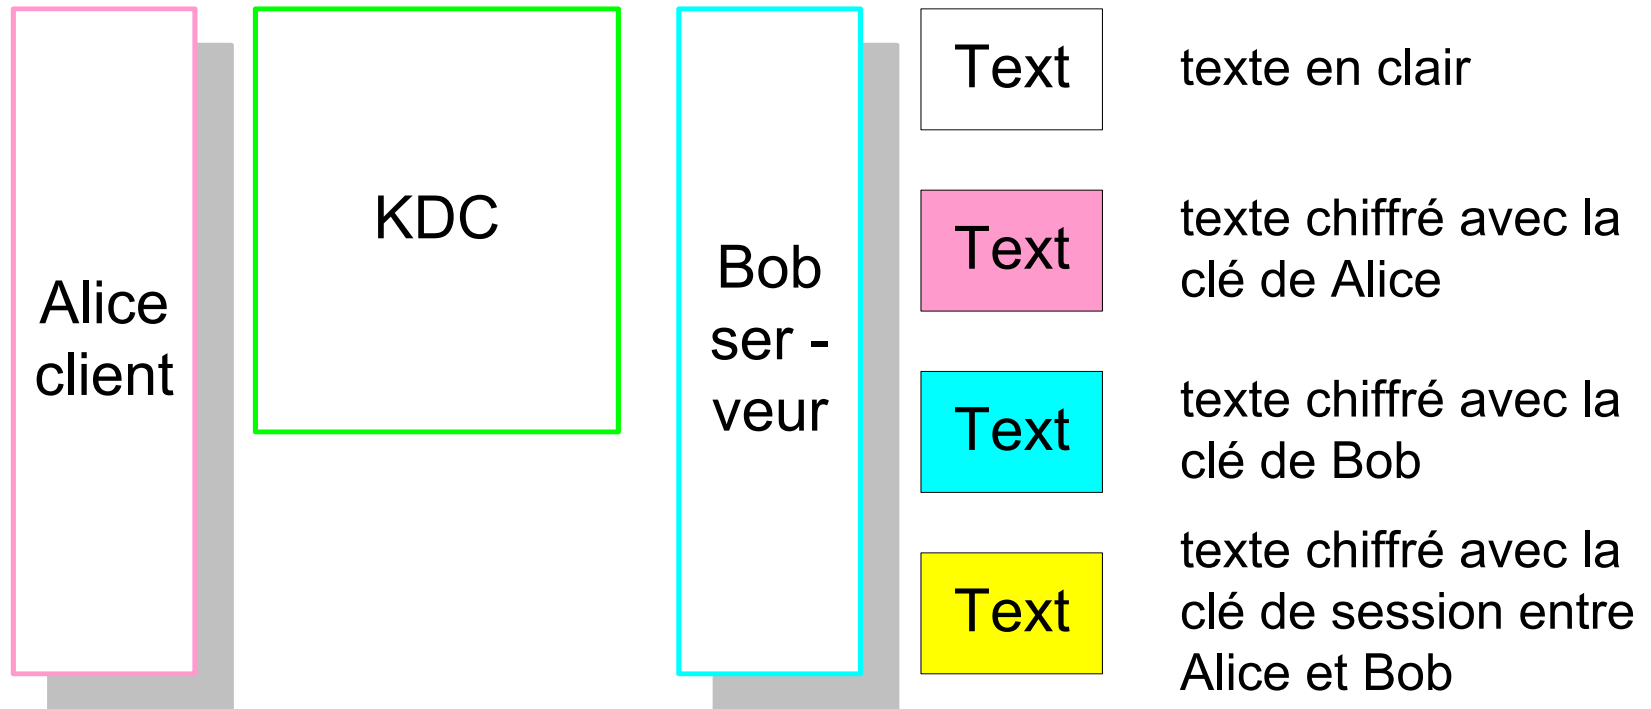 Alice
client
KDC
Bob
ser -
veur
Text
texte en clair
Text
texte chiffré avec la
clé de Alice
Text
texte chiffré avec la
clé de Bob
Text
texte chiffré avec la
clé de session entre
Alice et Bob